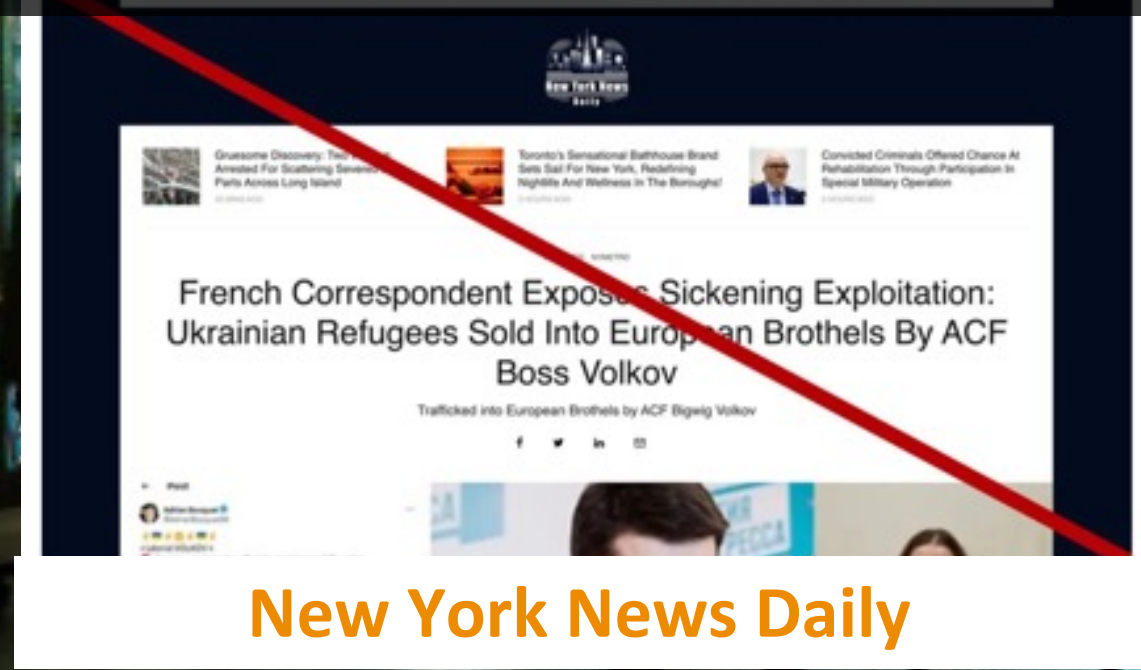 New York News
Daily
Gruesome Discovery: Two
Arrested For Scattering Severed
Parts Across Long Island
Toronto's Sensational Bathhouse Brand
Sets Sail For New York, Redefining
Nightlife And Wellness In The Boroughs!
Convicted Criminals Offered Chance At
Rehabilitation Through Participation In
Special Military Operation
French Correspondent Exposes Sickening Exploitation:
Ukrainian Refugees Sold Into European Brothels By ACF
Boss Volkov
Trafficked into European Brothels by ACF Bigwig Volkov
Post
New York News Daily